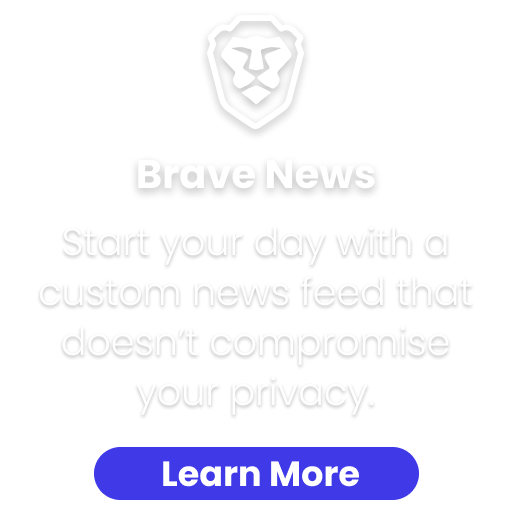 Brave News
Start your day with a
custom news feed that
doesn't compromise
your privacy.
Learn More